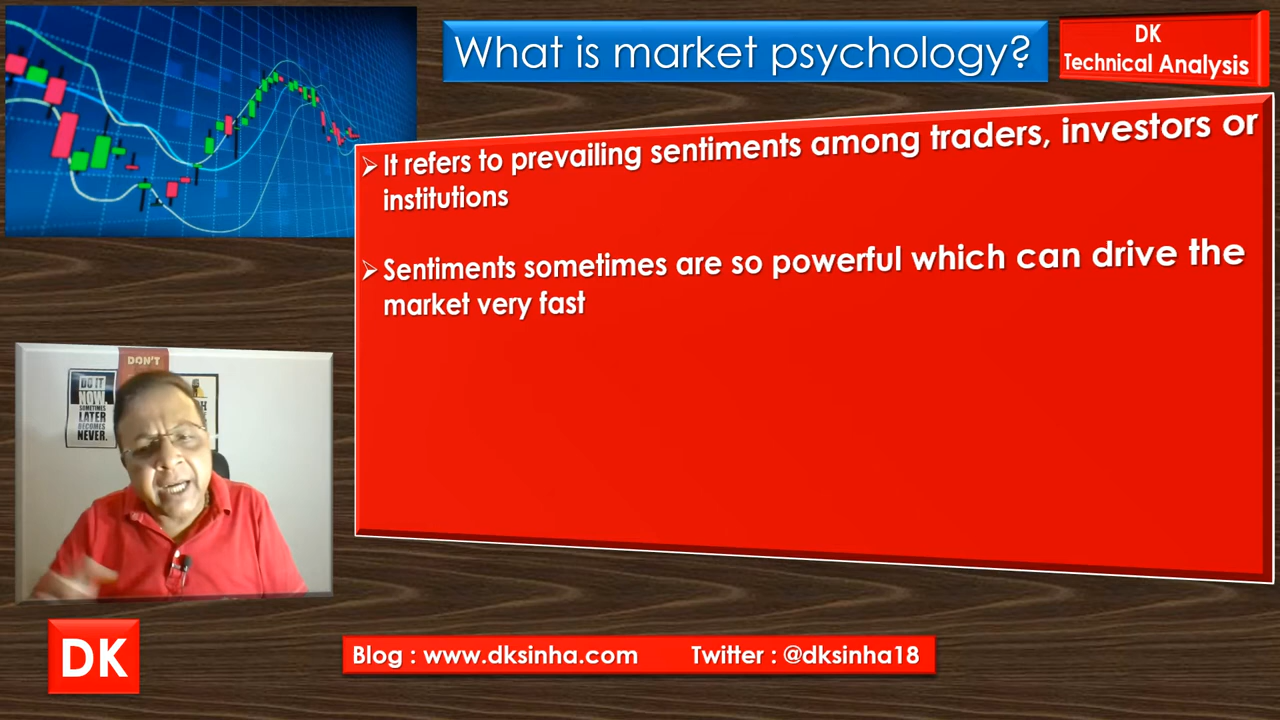 What is market psychology?
DK
Technical Analysis
➢ It refers to prevailing sentiments among traders, investors or
institutions
➢ Sentiments sometimes are so powerful which can drive the
market very fast
DON'T
DO IT
NOW.
SOMETIMES
LATER
BECOMES
NEVER.
DK
Blog : www.dksinha.com Twitter : @dksinha18